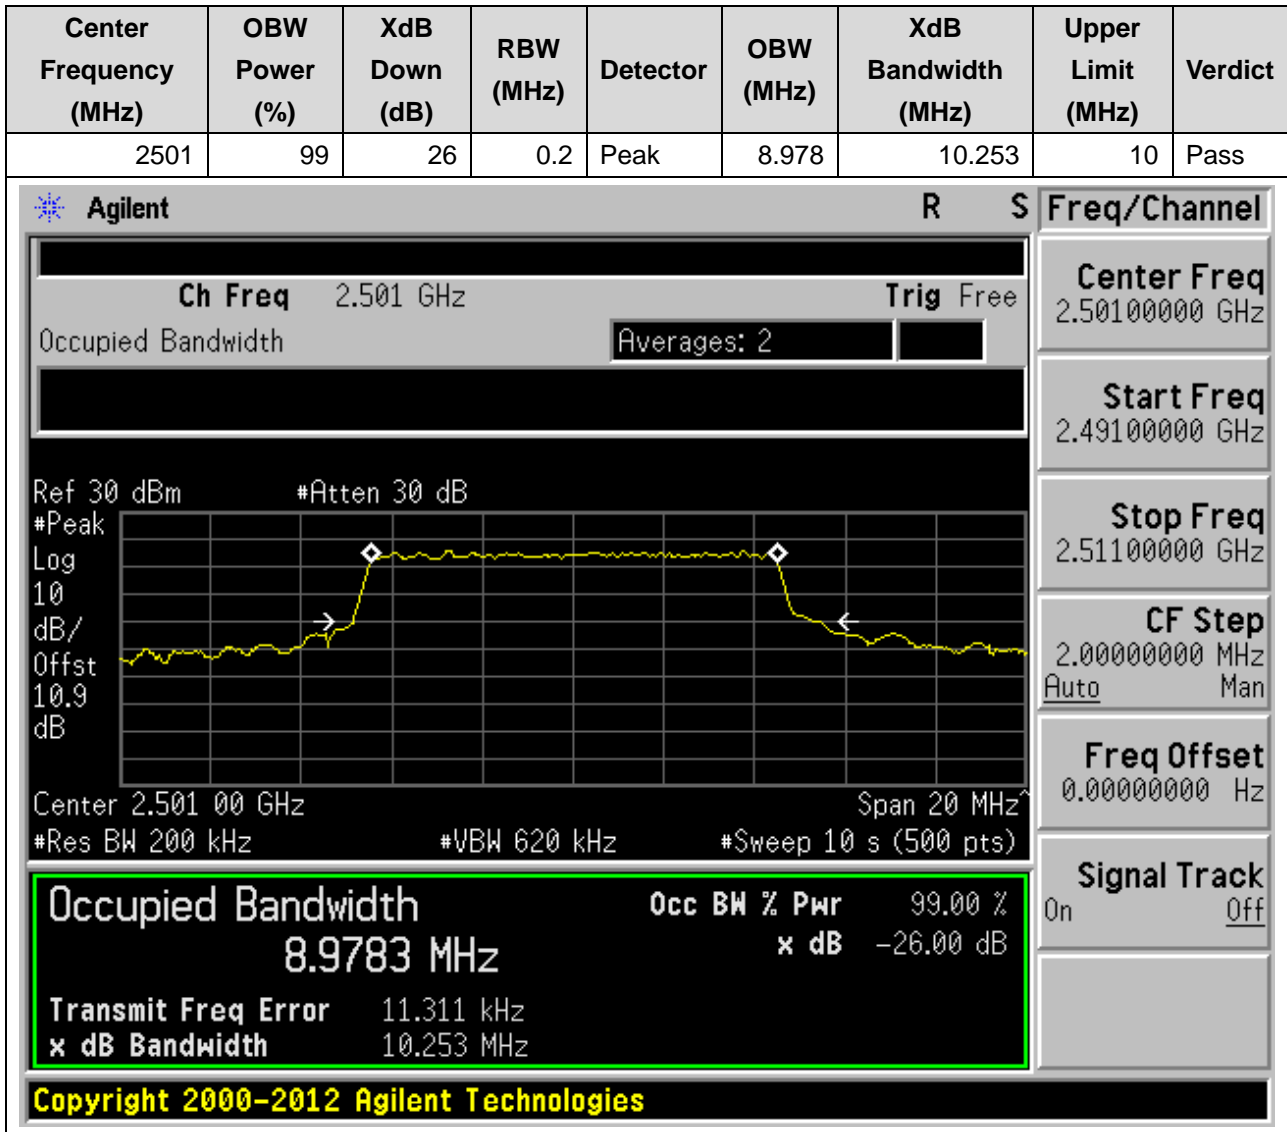 Center Frequency (MHz) OBW Power (%) XdB Down (dB) RBW (MHz) Detector OBW (MHz) XdB Bandwidth (MHz) Upper Limit (MHz) Verdict
2501 99 26 0.2 Peak 8.978 10.253 10 Pass
Agilent R S Freq/Channel
Ch Freq 2.501 GHz Trig Free
Occupied Bandwidth Averages: 2
Center Freq
2.50100000 GHz
Start Freq
2.49100000 GHz
Stop Freq
2.51100000 GHz
CF Step
2.00000000 MHz
Auto Man
Freq Offset
0.00000000 Hz
Signal Track
On Off
Ref 30 dBm #Atten 30 dB
#Peak
Log
10
dB/
Offst
10.9
dB
Center 2.501 00 GHz Span 20 MHz^
#Res BW 200 kHz #VBW 620 kHz #Sweep 10 s (500 pts)
Occupied Bandwidth Occ BW % Pwr 99.00 %
8.9783 MHz x dB -26.00 dB
Transmit Freq Error 11.311 kHz
x dB Bandwidth 10.253 MHz
Copyright 2000-2012 Agilent Technologies